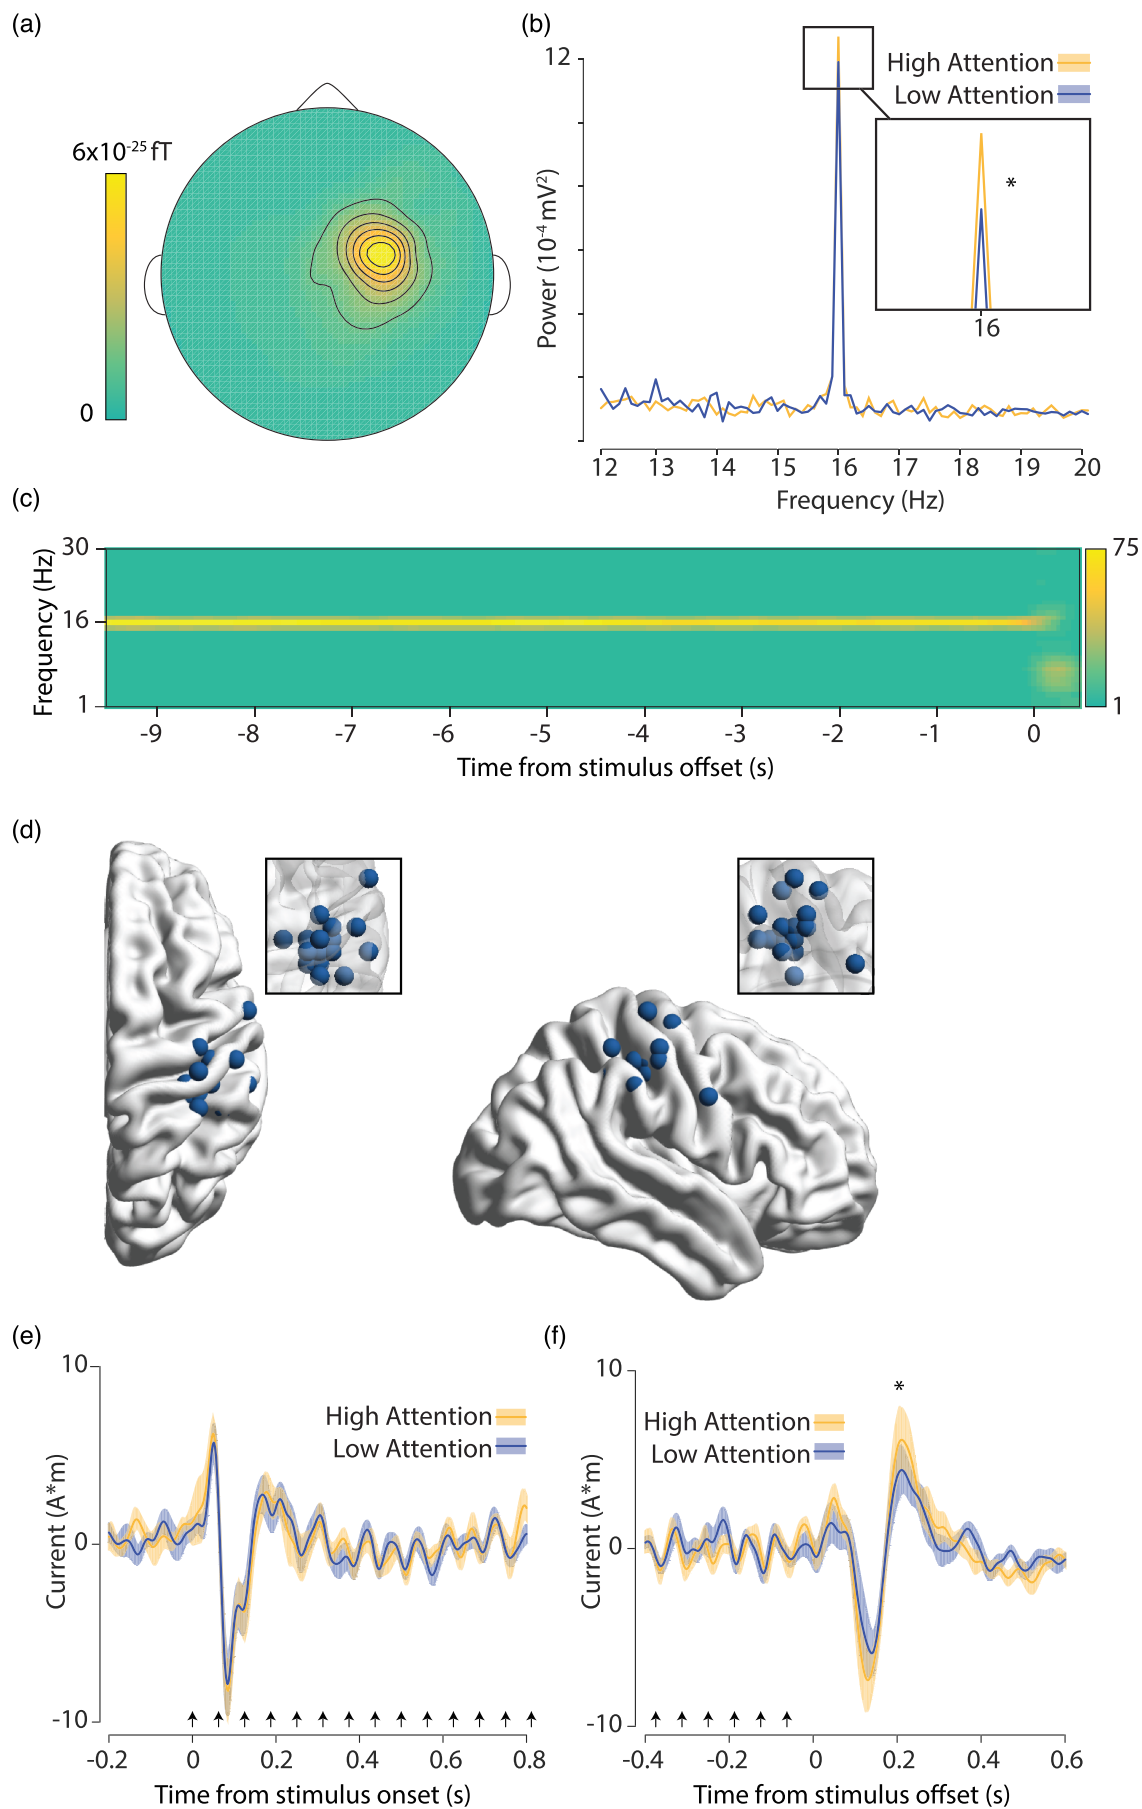 (a)
6x10-25 fT
0
(b)
12
High Attention
Low Attention
*
16
Power (10-4 mV2)
12 13 14 15 16 17 18 19 20
Frequency (Hz)
(c)
30
16
1
Frequency (Hz)
75
1
-9 -8 -7 -6 -5 -4 -3 -2 -1 0
Time from stimulus offset (s)
(d)
(e)
10
0
-10
Current (A*m)
High Attention
Low Attention
-0.2 0 0.2 0.4 0.6 0.8
Time from stimulus onset (s)
(f)
10
0
-10
Current (A*m)
*
High Attention
Low Attention
-0.4 -0.2 0 0.2 0.4 0.6
Time from stimulus offset (s)